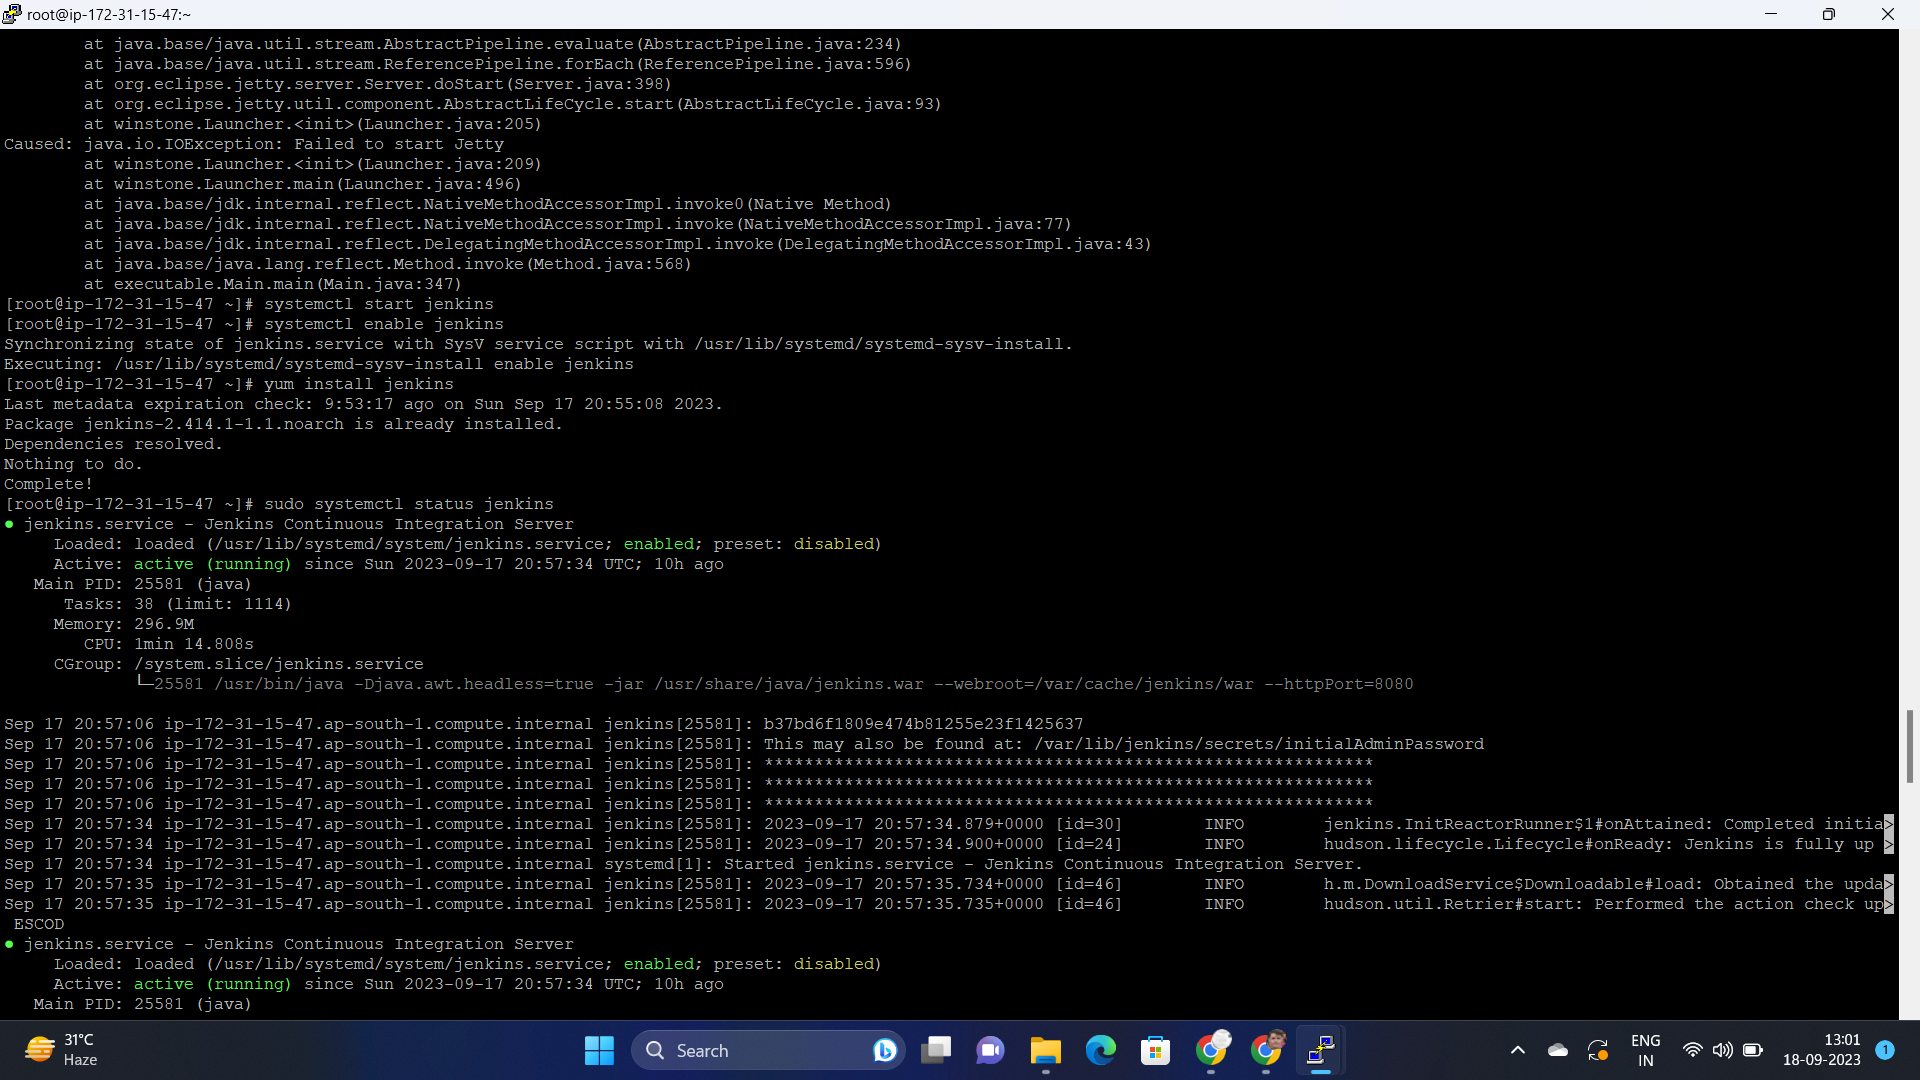 root@ip-172-31-15-47:~
at java.base/java.util.stream.AbstractPipeline.evaluate(AbstractPipeline.java:234)
at java.base/java.util.stream.ReferencePipeline.forEach(ReferencePipeline.java:596)
at org.eclipse.jetty.server.Server.doStart(Server.java:398)
at org.eclipse.jetty.util.component.AbstractLifeCycle.start(AbstractLifeCycle.java:93)
at winstone.Launcher.<init>(Launcher.java:205)
Caused: java.io.IOException: Failed to start Jetty
at winstone.Launcher.<init>(Launcher.java:209)
at winstone.Launcher.main(Launcher.java:496)
at java.base/jdk.internal.reflect.NativeMethodAccessorImpl.invoke0(Native Method)
at java.base/jdk.internal.reflect.NativeMethodAccessorImpl.invoke(NativeMethodAccessorImpl.java:77)
at java.base/jdk.internal.reflect.DelegatingMethodAccessorImpl.invoke(DelegatingMethodAccessorImpl.java:43)
at java.base/java.lang.reflect.Method.invoke(Method.java:568)
at executable.Main.main(Main.java:347)
[root@ip-172-31-15-47 ~]# systemctl start jenkins
[root@ip-172-31-15-47 ~]# systemctl enable jenkins
Synchronizing state of jenkins.service with SysV service script with /usr/lib/systemd/systemd-sysv-install.
Executing: /usr/lib/systemd/systemd-sysv-install enable jenkins
[root@ip-172-31-15-47 ~]# yum install jenkins
Last metadata expiration check: 9:53:17 ago on Sun Sep 17 20:55:08 2023.
Package jenkins-2.414.1-1.1.noarch is already installed.
Dependencies resolved.
Nothing to do.
Complete!
[root@ip-172-31-15-47 ~]# sudo systemctl status jenkins
● jenkins.service - Jenkins Continuous Integration Server
Loaded: loaded (/usr/lib/systemd/system/jenkins.service; enabled; preset: disabled)
Active: active (running) since Sun 2023-09-17 20:57:34 UTC; 10h ago
Main PID: 25581 (java)
Tasks: 38 (limit: 1114)
Memory: 296.9M
CPU: 1min 14.808s
CGroup: /system.slice/jenkins.service
└─25581 /usr/bin/java -Djava.awt.headless=true -jar /usr/share/java/jenkins.war --webroot=/var/cache/jenkins/war --httpPort=8080
Sep 17 20:57:06 ip-172-31-15-47.ap-south-1.compute.internal jenkins[25581]: b37bd6f1809e474b81255e23f1425637
Sep 17 20:57:06 ip-172-31-15-47.ap-south-1.compute.internal jenkins[25581]: This may also be found at: /var/lib/jenkins/secrets/initialAdminPassword
Sep 17 20:57:06 ip-172-31-15-47.ap-south-1.compute.internal jenkins[25581]: *************************************************************
Sep 17 20:57:06 ip-172-31-15-47.ap-south-1.compute.internal jenkins[25581]: *************************************************************
Sep 17 20:57:06 ip-172-31-15-47.ap-south-1.compute.internal jenkins[25581]: *************************************************************
Sep 17 20:57:34 ip-172-31-15-47.ap-south-1.compute.internal jenkins[25581]: 2023-09-17 20:57:34.879+0000 [id=30] INFO jenkins.InitReactorRunner$1#onAttained: Completed initia>
Sep 17 20:57:34 ip-172-31-15-47.ap-south-1.compute.internal jenkins[25581]: 2023-09-17 20:57:34.900+0000 [id=24] INFO hudson.lifecycle.Lifecycle#onReady: Jenkins is fully up >
Sep 17 20:57:34 ip-172-31-15-47.ap-south-1.compute.internal systemd[1]: Started jenkins.service - Jenkins Continuous Integration Server.
Sep 17 20:57:35 ip-172-31-15-47.ap-south-1.compute.internal jenkins[25581]: 2023-09-17 20:57:35.734+0000 [id=46] INFO h.m.DownloadService$Downloadable#load: Obtained the upda>
Sep 17 20:57:35 ip-172-31-15-47.ap-south-1.compute.internal jenkins[25581]: 2023-09-17 20:57:35.735+0000 [id=46] INFO hudson.util.Retrier#start: Performed the action check up>
ESCOD
● jenkins.service - Jenkins Continuous Integration Server
Loaded: loaded (/usr/lib/systemd/system/jenkins.service; enabled; preset: disabled)
Active: active (running) since Sun 2023-09-17 20:57:34 UTC; 10h ago
Main PID: 25581 (java)
31°C
Haze
Search
ENG
IN
13:01
18-09-2023
1